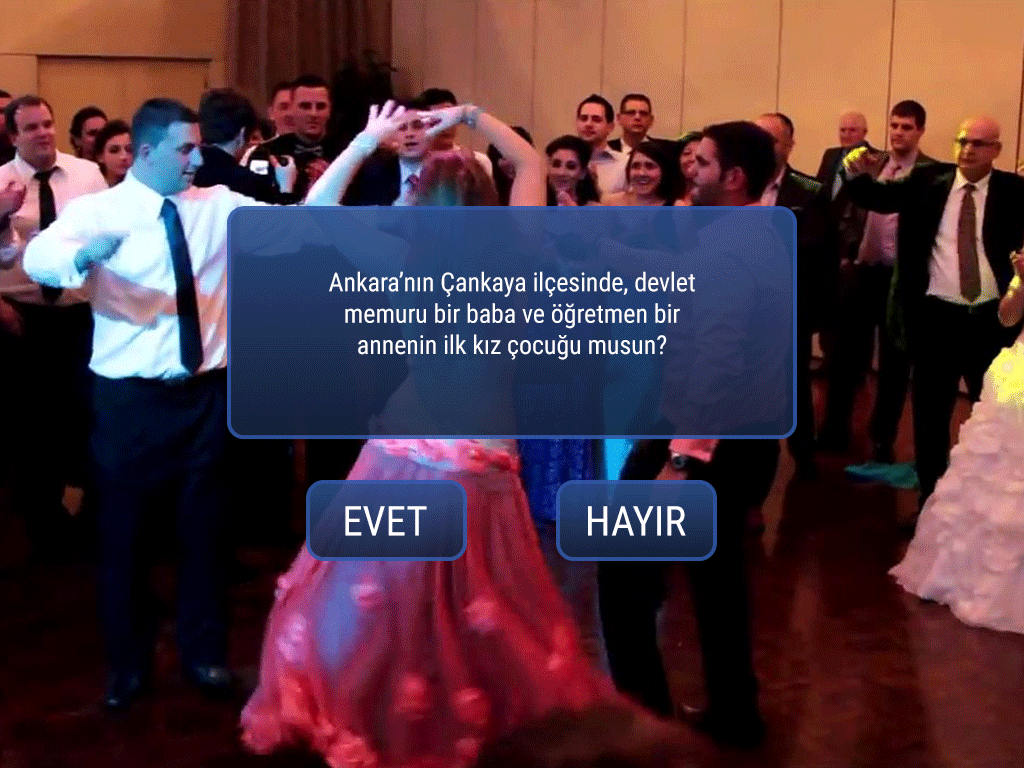 Ankara’nın Çankaya ilçesinde, devlet
memuru bir baba ve öğretmen bir
annenin ilk kız çocuğu musun?
EVET
HAYIR